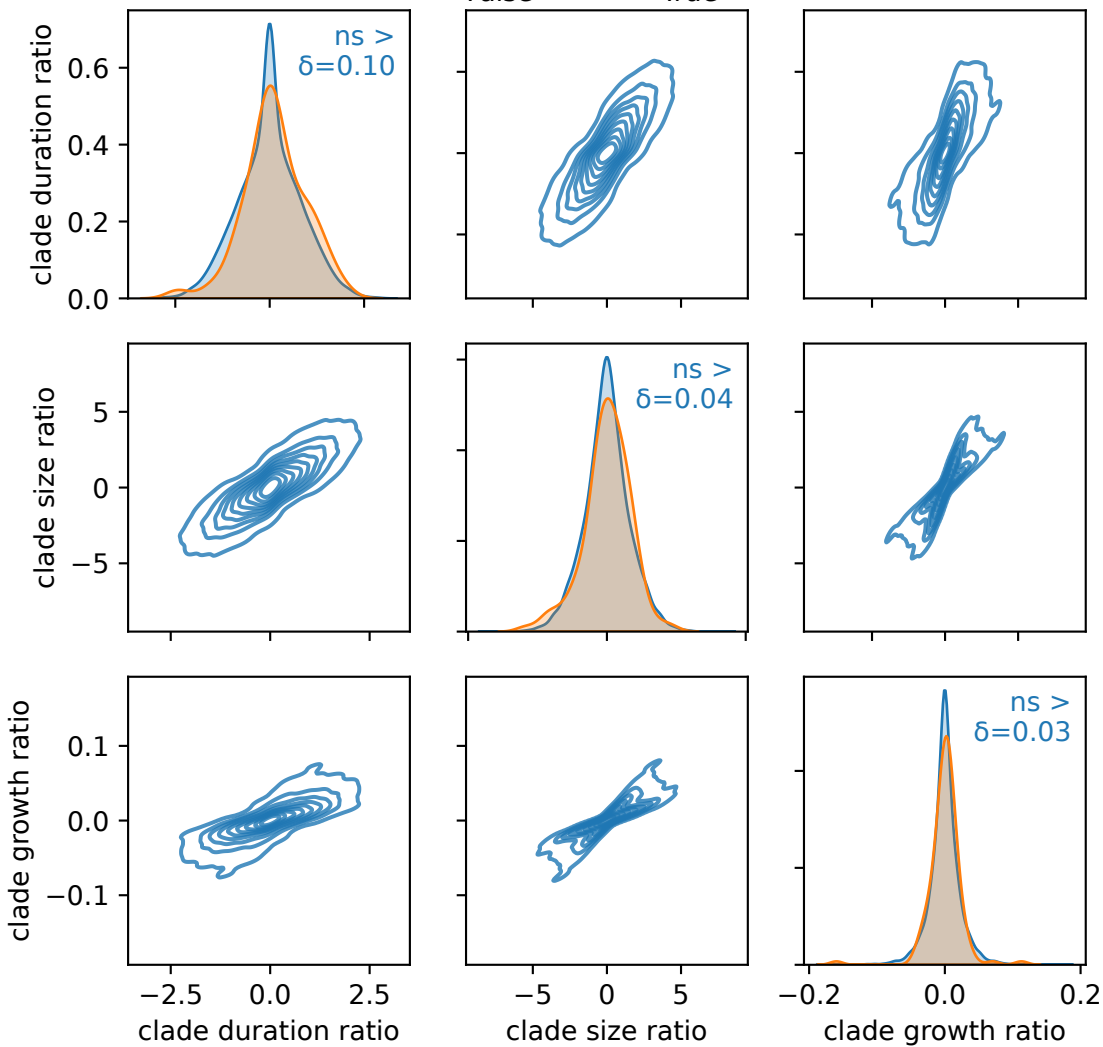 clade duration ratio
0.6
0.4
0.2
0.0
ns >
δ=0.10
clade size ratio
5
0
−5
ns >
δ=0.04
clade growth ratio
0.1
0.0
−0.1
ns >
δ=0.03
−2.5 0.0 2.5
−5 0 5
−0.2 0.0 0.2
clade duration ratio
clade size ratio
clade growth ratio